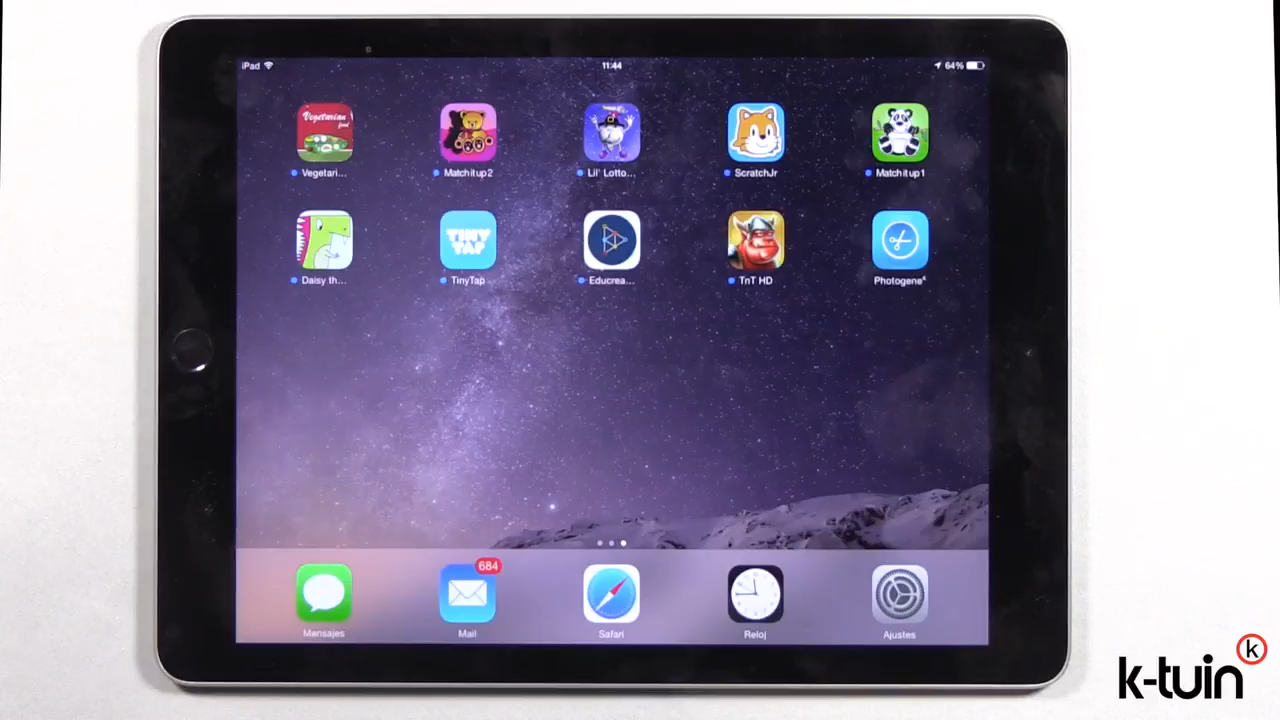 iPad 11:44 64%
Vegetarian
food
Vegetari... Matchitup2 Lil' Lotto... ScratchJr Matchitup1
TINY
TAP
Daisy th... TinyTap Educrea... TnT HD Photogene⁴
684
Mensajes Mail Safari Reloj Ajustes
k-tuin k